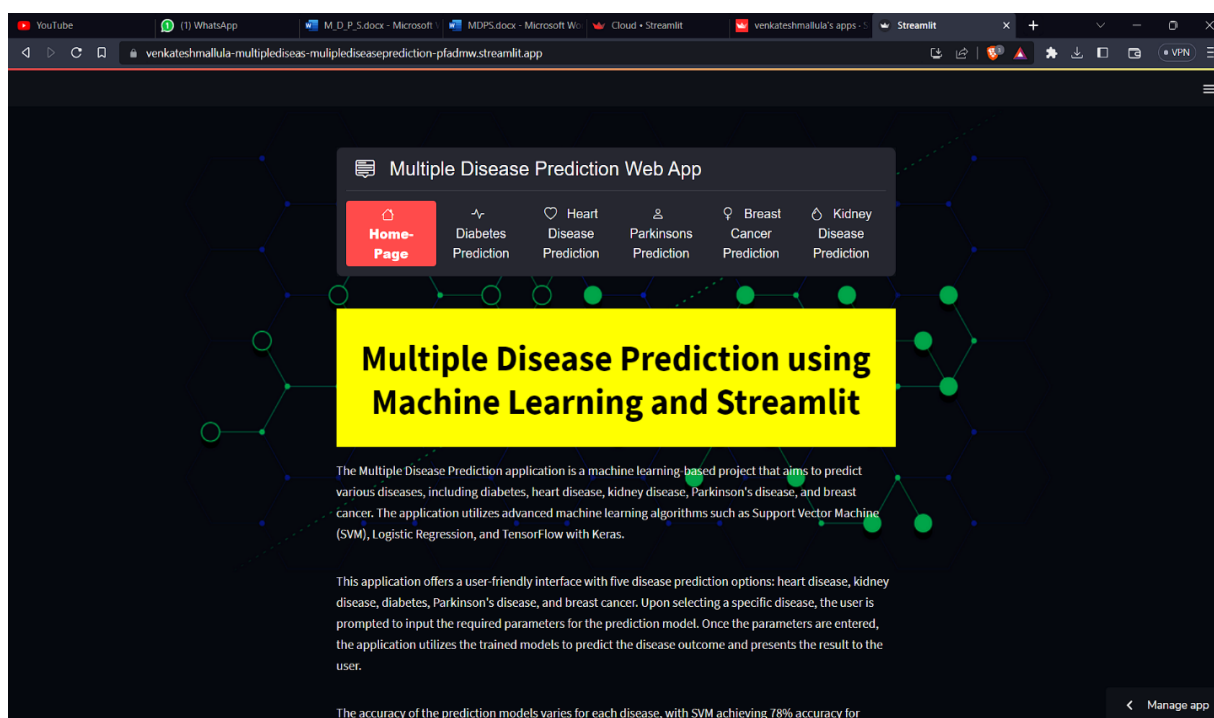 YouTube
(1) WhatsApp
M_D_P_S.docx - Microsoft
MDPS.docx - Microsoft Wo
Cloud • Streamlit
venkateshmallula's apps · S
Streamlit
venkateshmallula-multiplediseas-muliplediseaseprediction-pfadmw.streamlit.app
VPN
Multiple Disease Prediction Web App
Home-
Page
Diabetes
Prediction
Heart
Disease
Prediction
Parkinsons
Prediction
Breast
Cancer
Prediction
Kidney
Disease
Prediction
Multiple Disease Prediction using
Machine Learning and Streamlit
The Multiple Disease Prediction application is a machine learning-based project that aims to predict
various diseases, including diabetes, heart disease, kidney disease, Parkinson's disease, and breast
cancer. The application utilizes advanced machine learning algorithms such as Support Vector Machine
(SVM), Logistic Regression, and TensorFlow with Keras.
This application offers a user-friendly interface with five disease prediction options: heart disease, kidney
disease, diabetes, Parkinson's disease, and breast cancer. Upon selecting a specific disease, the user is
prompted to input the required parameters for the prediction model. Once the parameters are entered,
the application utilizes the trained models to predict the disease outcome and presents the result to the
user.
The accuracy of the prediction models varies for each disease, with SVM achieving 78% accuracy for
Manage app